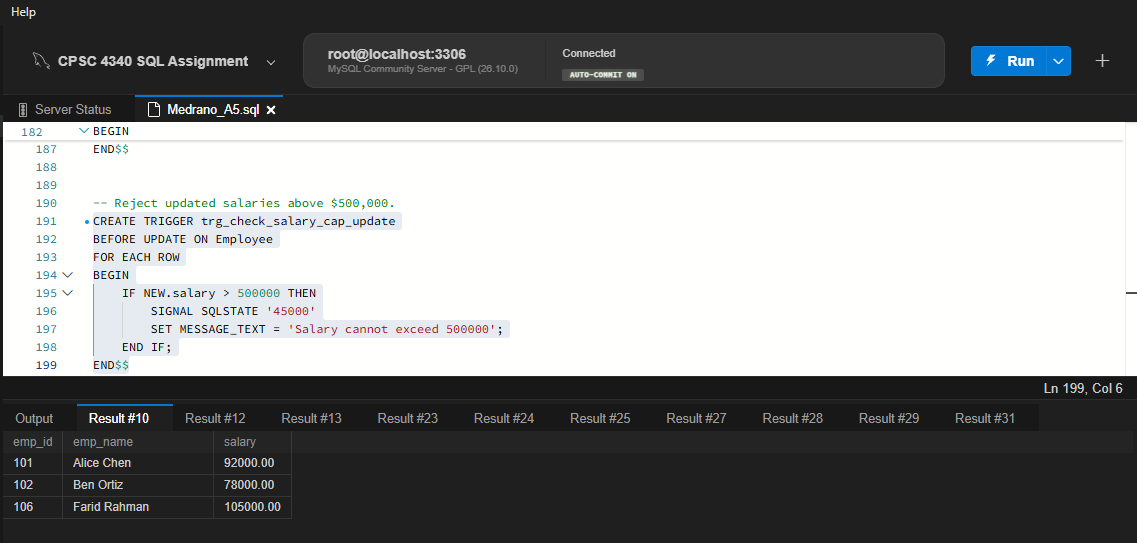 Help
CPSC 4340 SQL Assignment
root@localhost:3306
MySQL Community Server - GPL (26.10.0)
Connected
AUTO-COMMIT ON
Run
Server Status
Medrano_A5.sql
182 BEGIN
187 END$$
188
189
190 -- Reject updated salaries above $500,000.
191 CREATE TRIGGER trg_check_salary_cap_update
192 BEFORE UPDATE ON Employee
193 FOR EACH ROW
194 BEGIN
195 IF NEW.salary > 500000 THEN
196 SIGNAL SQLSTATE '45000'
197 SET MESSAGE_TEXT = 'Salary cannot exceed 500000';
198 END IF;
199 END$$
Ln 199, Col 6
Output Result #10 Result #12 Result #13 Result #23 Result #24 Result #25 Result #27 Result #28 Result #29 Result #31
emp_id emp_name salary
101 Alice Chen 92000.00
102 Ben Ortiz 78000.00
106 Farid Rahman 105000.00